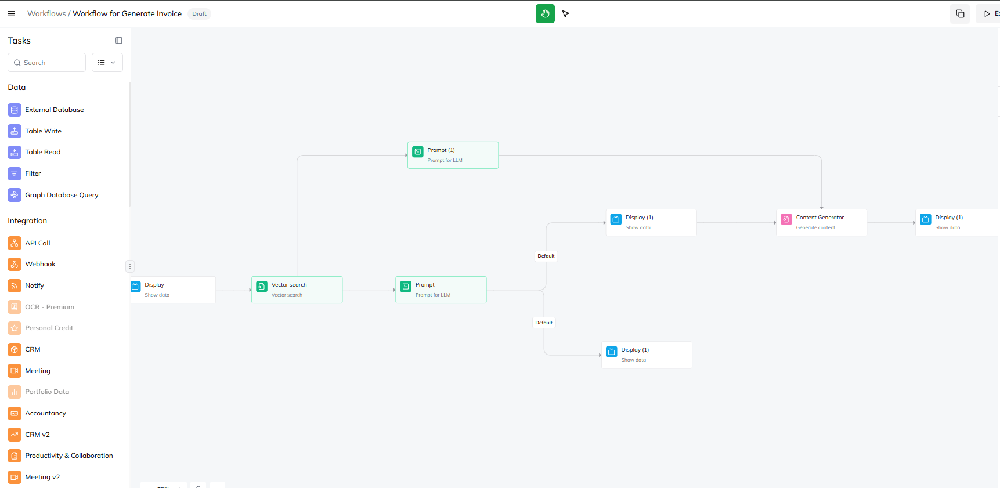 Workflows / Workflow for Generate Invoice Draft
Tasks
Search
Data
External Database
Table Write
Table Read
Filter
Graph Database Query
Integration
API Call
Webhook
Notify
OCR - Premium
Personal Credit
CRM
Meeting
Portfolio Data
Accountancy
CRM v2
Productivity & Collaboration
Meeting v2
Prompt (1)
Prompt for LLM
Display (1)
Show data
Content Generator
Generate content
Display (1)
Show data
Default
Display
Show data
Vector search
Vector search
Prompt
Prompt for LLM
Default
Display (1)
Show data